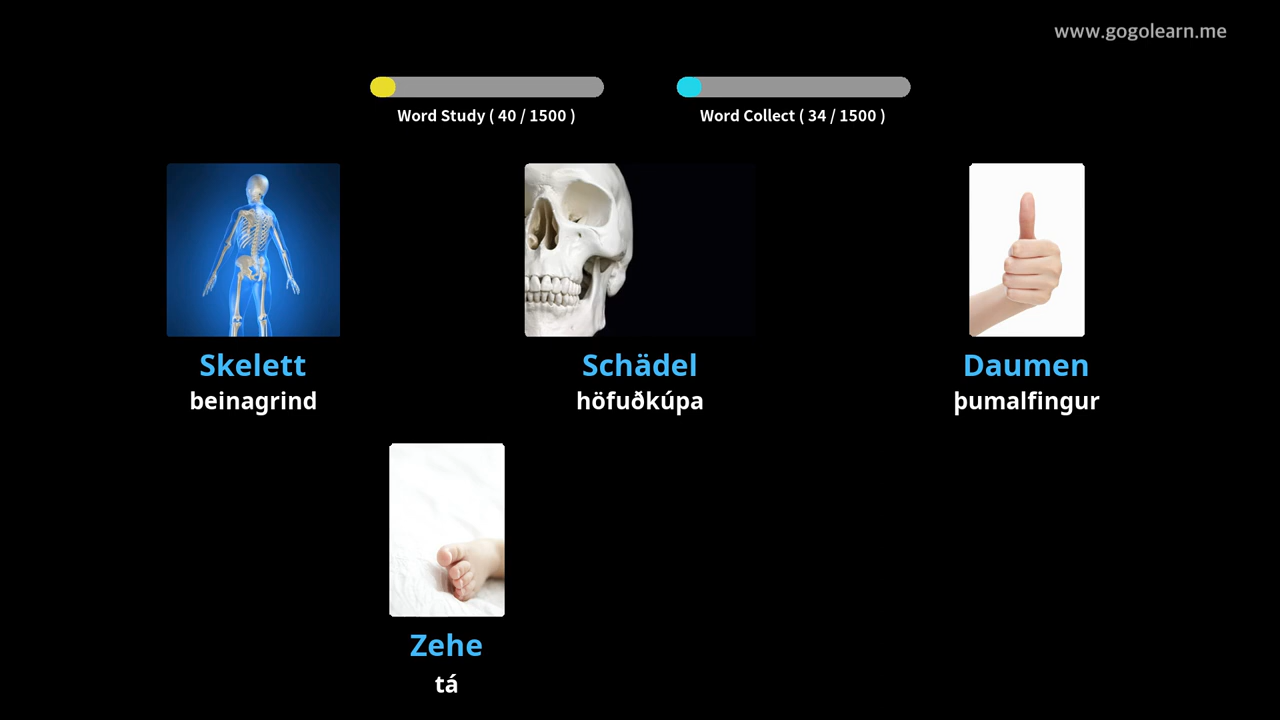 www.gogolearn.me
Word Study ( 40 / 1500 )
Word Collect ( 34 / 1500 )
Skelett
beinagrind
Schädel
höfuðkúpa
Daumen
þumalfingur
Zehe
tá